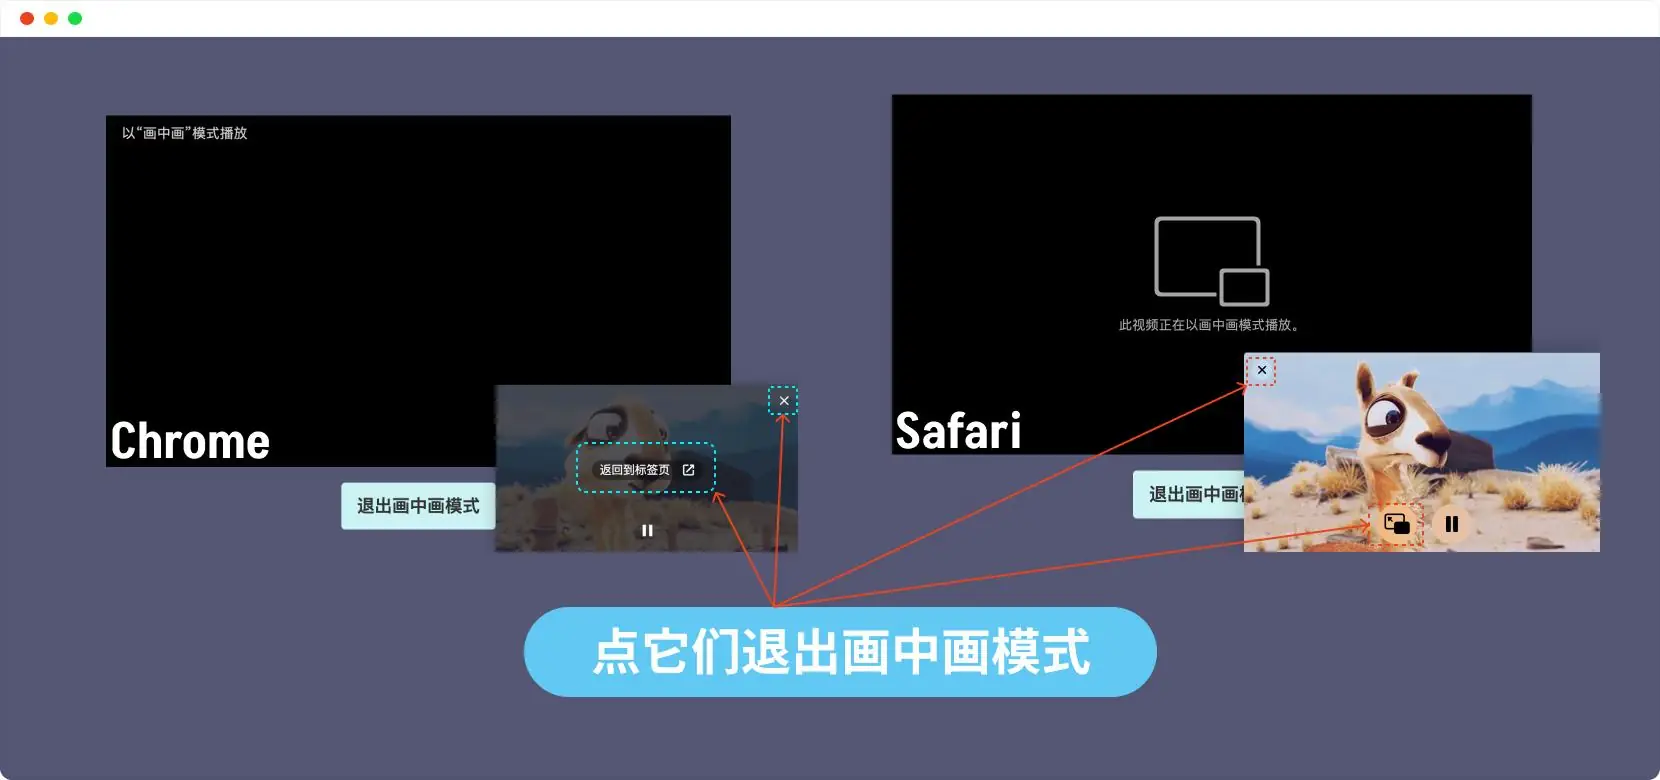 以“画中画”模式播放
Chrome
返回到标签页
退出画中画模式
此视频正在以画中画模式播放。
Safari
退出画中画
点它们退出画中画模式